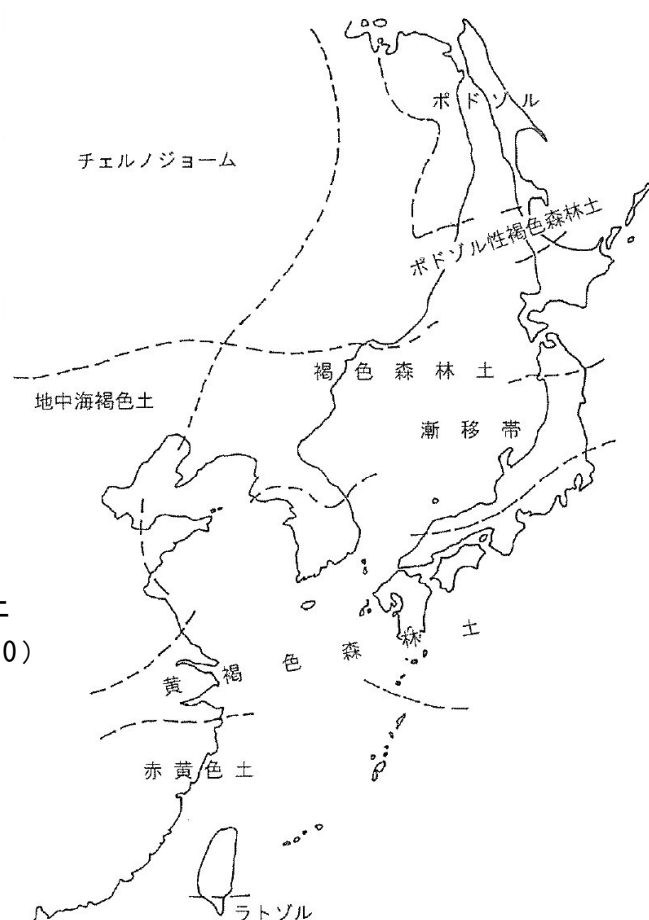 ポドゾル
チェルノジョーム
ポドゾル性褐色森林土
褐色森林土
地中海褐色土
漸移帯
土
0)
黄褐色森林土
赤黄色土
ラトゾル